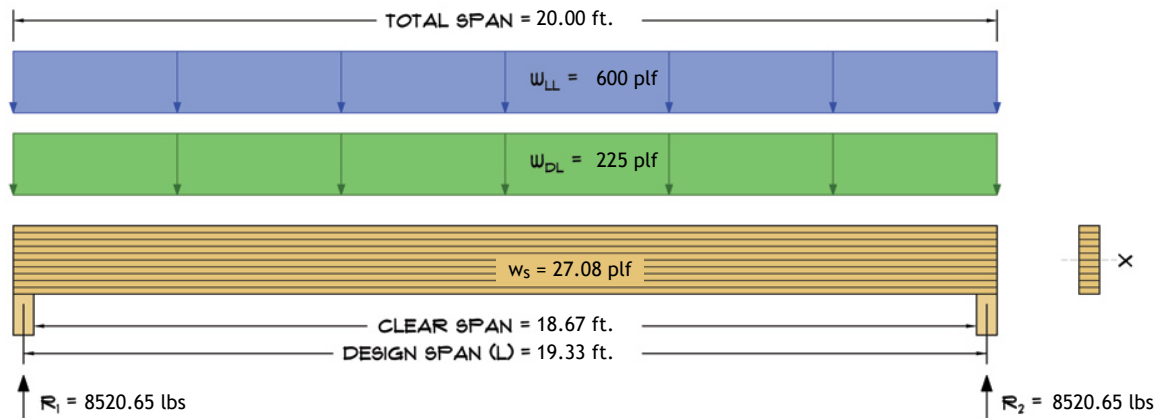 TOTAL SPAN = 20.00 ft.
wLL = 600 plf
wDL = 225 plf
ws = 27.08 plf
X
CLEAR SPAN = 18.67 ft.
DESIGN SPAN (L) = 19.33 ft.
R1 = 8520.65 lbs
R2 = 8520.65 lbs